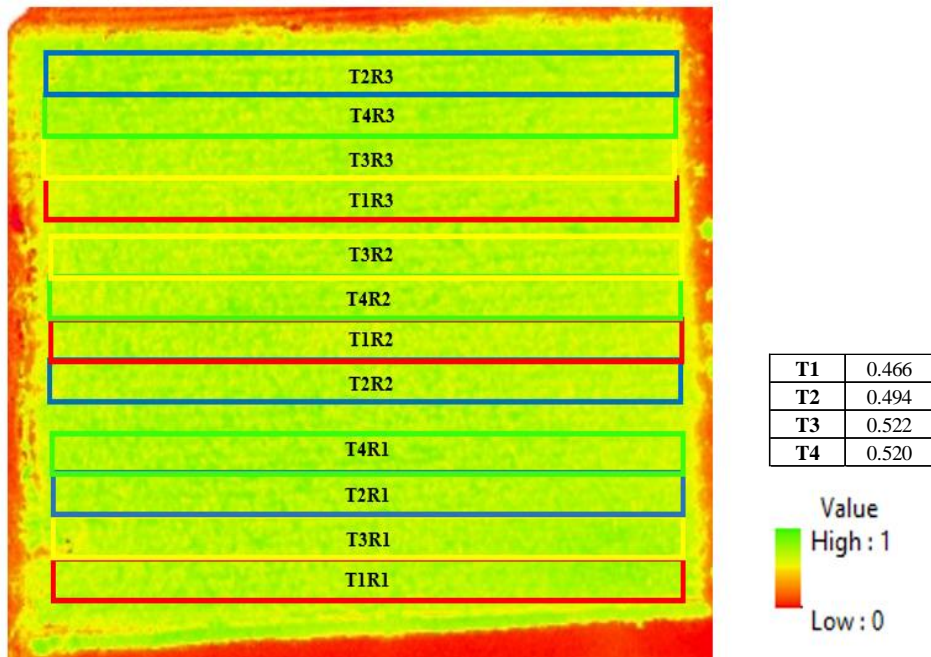 T2R3
T4R3
T3R3
T1R3
T3R2
T4R2
T1R2
T2R2
T4R1
T2R1
T3R1
T1R1
T1 0.466
T2 0.494
T3 0.522
T4 0.520
Value
High : 1
Low : 0